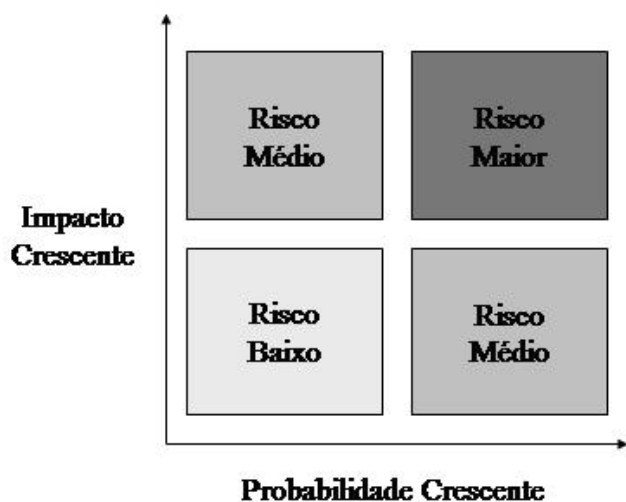 Risco
Médio
Risco
Maior
Impacto
Crescente
Risco
Baixo
Risco
Médio
Probabilidade Crescente